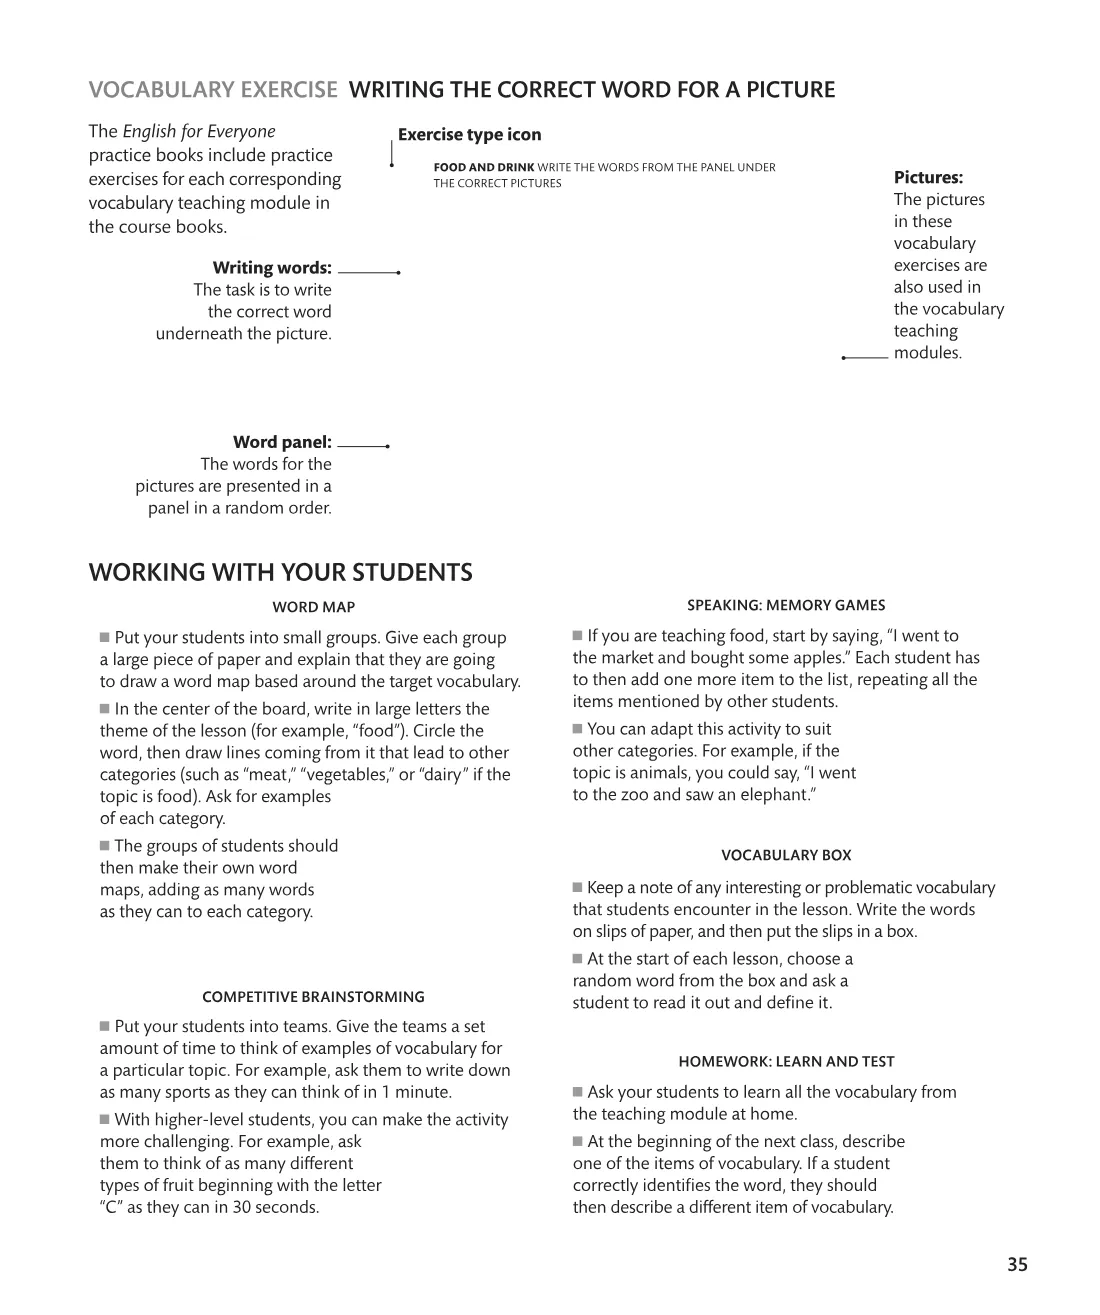 VOCABULARY EXERCISE WRITING THE CORRECT WORD FOR A PICTURE
The English for Everyone
practice books include practice
exercises for each corresponding
vocabulary teaching module in
the course books.
Exercise type icon
FOOD AND DRINK WRITE THE WORDS FROM THE PANEL UNDER
THE CORRECT PICTURES
Pictures:
The pictures
in these
vocabulary
exercises are
also used in
the vocabulary
teaching
modules.
Writing words:
The task is to write
the correct word
underneath the picture.
Word panel:
The words for the
pictures are presented in a
panel in a random order.
WORKING WITH YOUR STUDENTS
WORD MAP
■ Put your students into small groups. Give each group
a large piece of paper and explain that they are going
to draw a word map based around the target vocabulary.
■ In the center of the board, write in large letters the
theme of the lesson (for example, “food”). Circle the
word, then draw lines coming from it that lead to other
categories (such as “meat,” “vegetables,” or “dairy” if the
topic is food). Ask for examples
of each category.
■ The groups of students should
then make their own word
maps, adding as many words
as they can to each category.
COMPETITIVE BRAINSTORMING
■ Put your students into teams. Give the teams a set
amount of time to think of examples of vocabulary for
a particular topic. For example, ask them to write down
as many sports as they can think of in 1 minute.
■ With higher-level students, you can make the activity
more challenging. For example, ask
them to think of as many different
types of fruit beginning with the letter
“C” as they can in 30 seconds.
SPEAKING: MEMORY GAMES
■ If you are teaching food, start by saying, “I went to
the market and bought some apples.” Each student has
to then add one more item to the list, repeating all the
items mentioned by other students.
■ You can adapt this activity to suit
other categories. For example, if the
topic is animals, you could say, “I went
to the zoo and saw an elephant.”
VOCABULARY BOX
■ Keep a note of any interesting or problematic vocabulary
that students encounter in the lesson. Write the words
on slips of paper, and then put the slips in a box.
■ At the start of each lesson, choose a
random word from the box and ask a
student to read it out and define it.
HOMEWORK: LEARN AND TEST
■ Ask your students to learn all the vocabulary from
the teaching module at home.
■ At the beginning of the next class, describe
one of the items of vocabulary. If a student
correctly identifies the word, they should
then describe a different item of vocabulary.
35